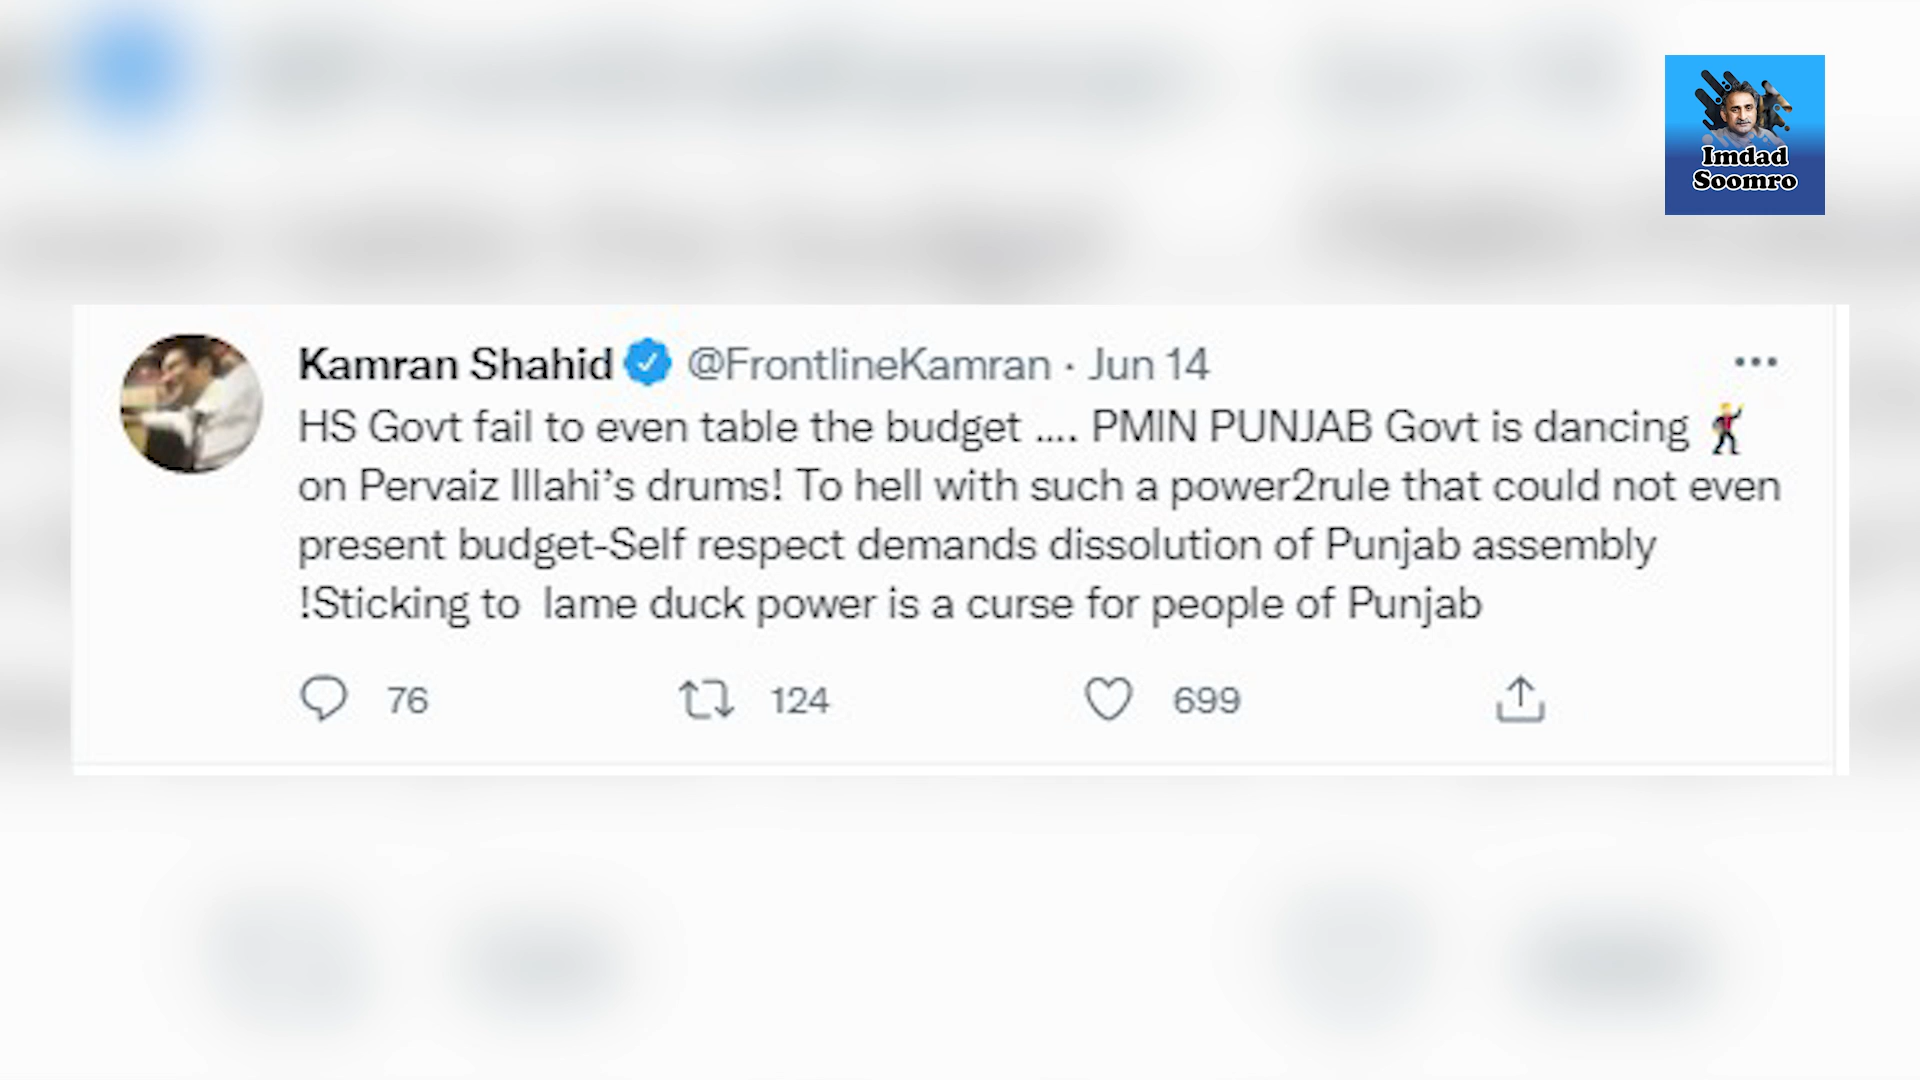 Imdad
Soomro
Kamran Shahid @FrontlineKamran · Jun 14
HS Govt fail to even table the budget .... PMIN PUNJAB Govt is dancing 🕺
on Pervaiz Illahi’s drums! To hell with such a power2rule that could not even
present budget-Self respect demands dissolution of Punjab assembly
!Sticking to  lame duck power is a curse for people of Punjab
76 124 699